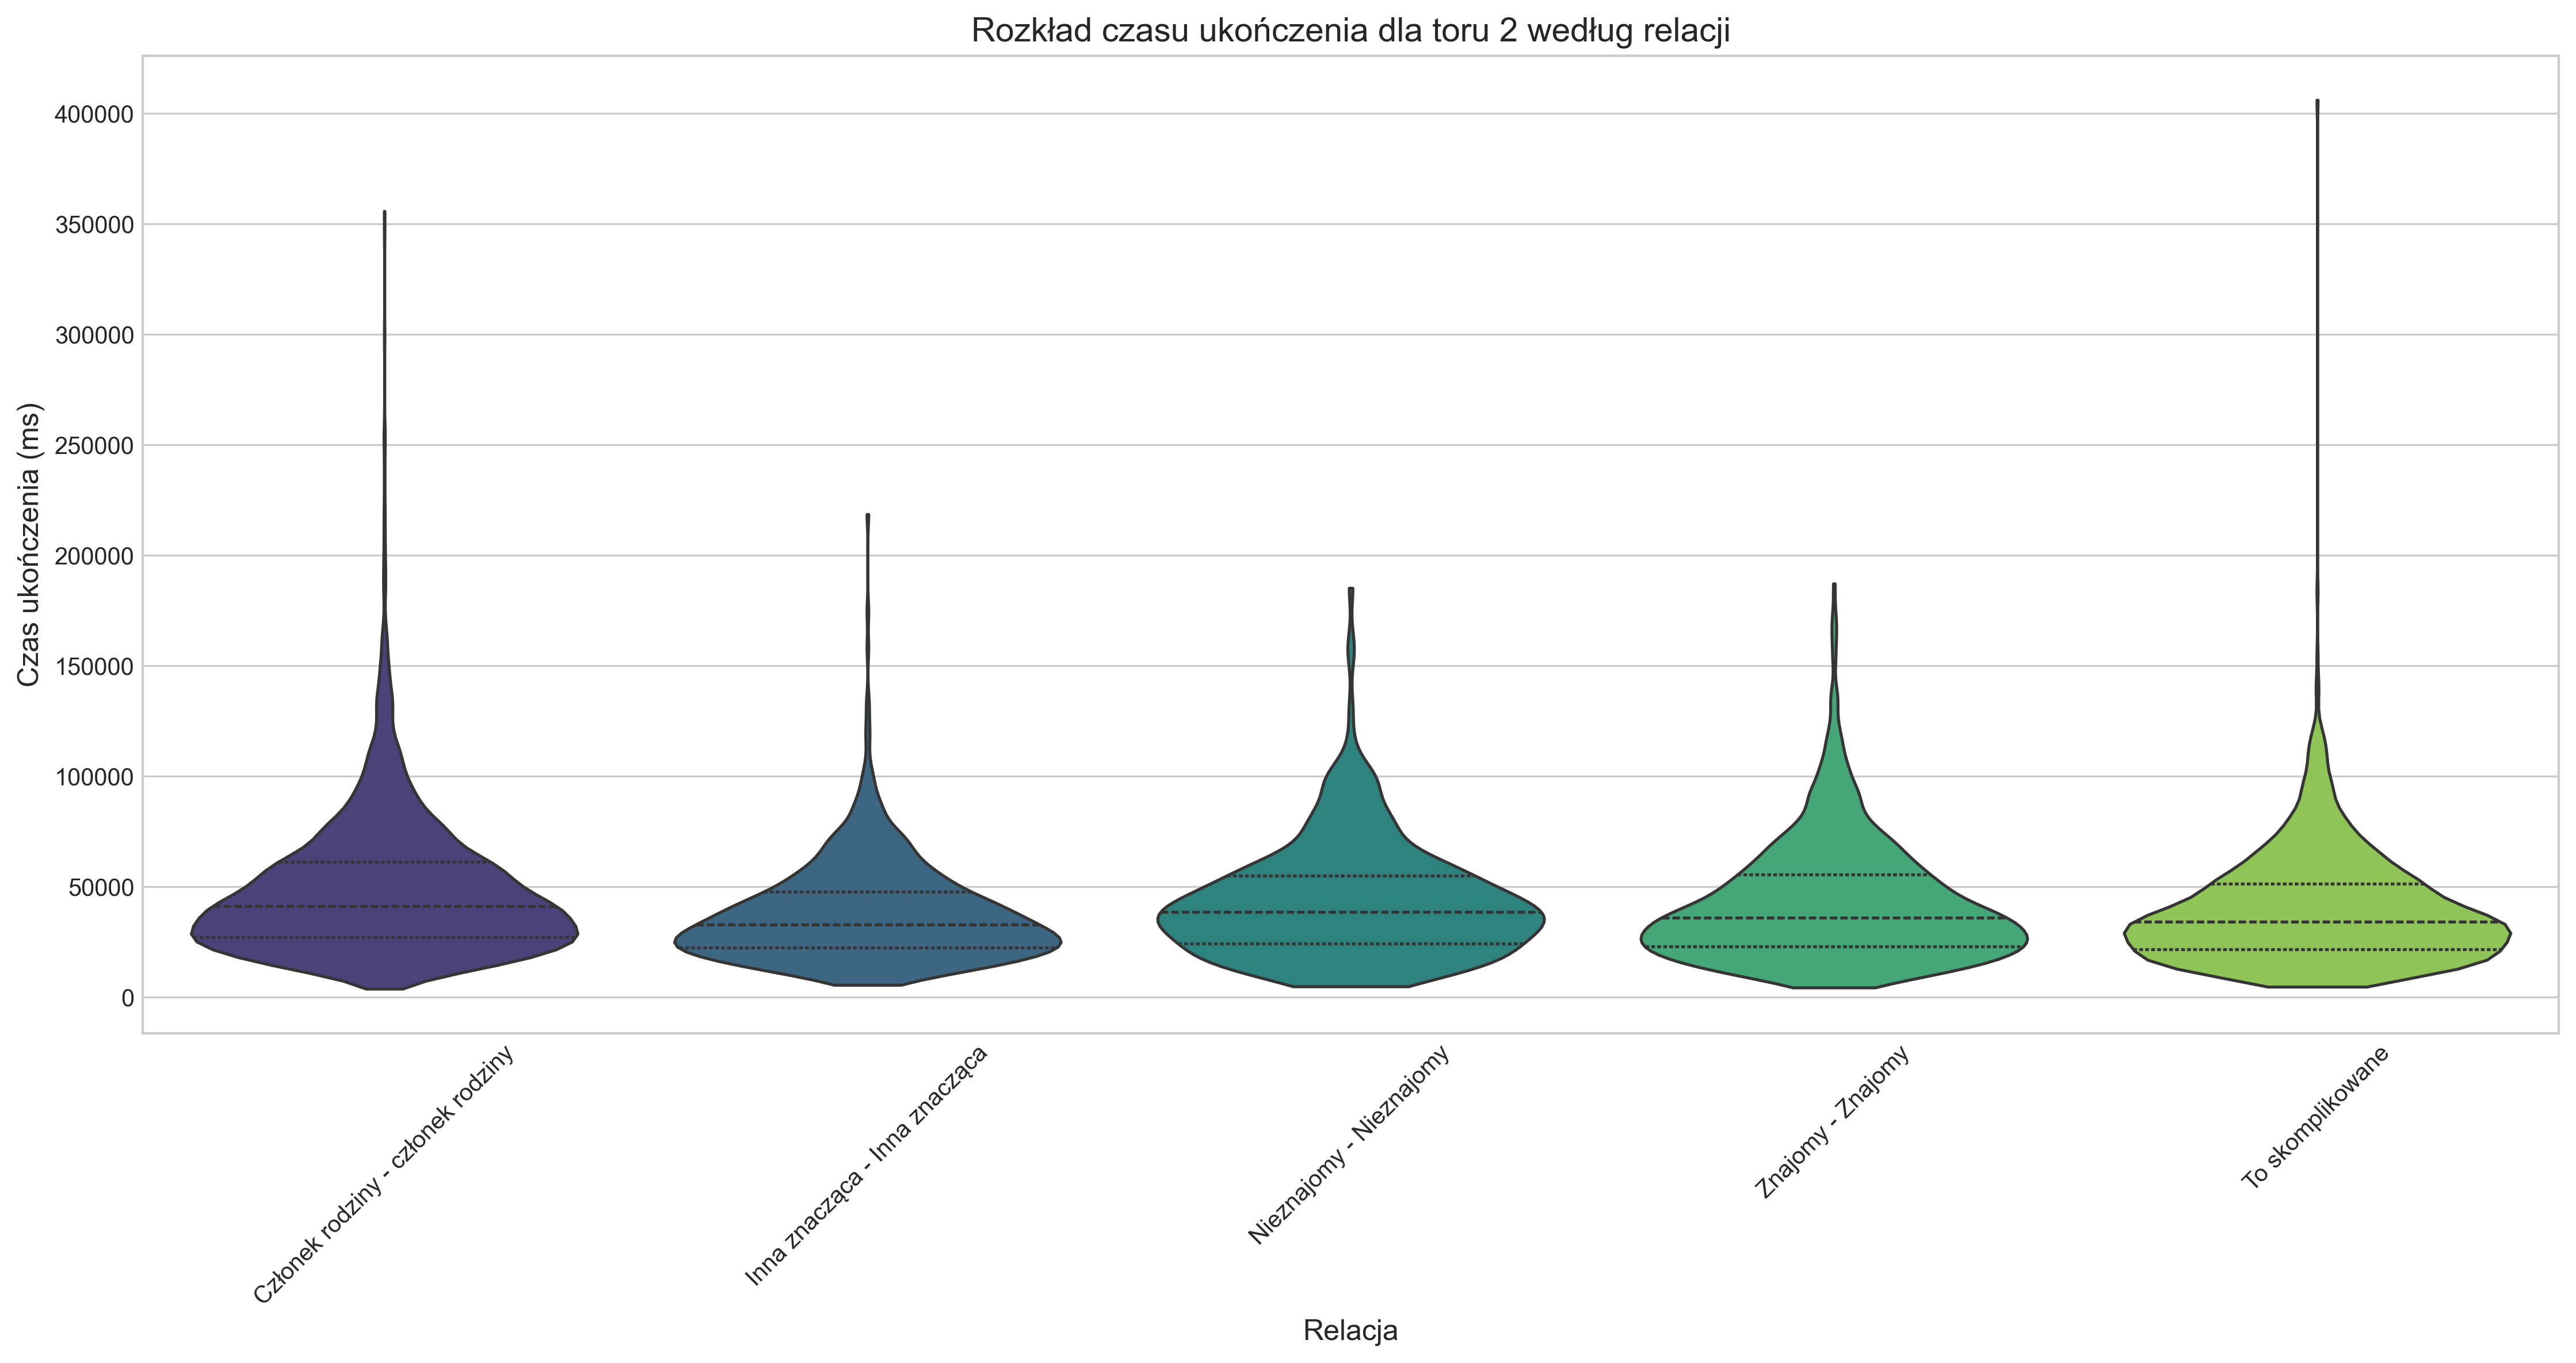 Rozkład czasu ukończenia dla toru 2 według relacji
Czas ukończenia (ms)
400000
350000
300000
250000
200000
150000
100000
50000
0
Członek rodziny - członek rodziny
Inna znacząca - Inna znacząca
Nieznajomy - Nieznajomy
Znajomy - Znajomy
To skomplikowane
Relacja